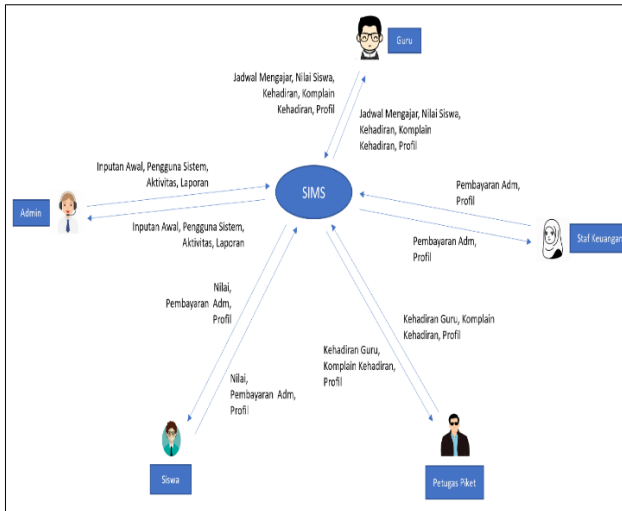 Guru
Jadwal Mengajar, Nilai Siswa,
Kehadiran, Komplain
Kehadiran, Profil
Jadwal Mengajar, Nilai Siswa,
Kehadiran, Komplain
Kehadiran, Profil
Inputan Awal, Pengguna Sistem,
Aktivitas, Laporan
Admin
Inputan Awal, Pengguna Sistem,
Aktivitas, Laporan
SIMS
Pembayaran Adm,
Profil
Staf Keuangan
Pembayaran Adm,
Profil
Nilai,
Pembayaran Adm,
Profil
Nilai,
Pembayaran Adm,
Profil
Siswa
Kehadiran Guru, Komplain
Kehadiran, Profil
Kehadiran Guru,
Komplain Kehadiran,
Profil
Petugas Piket